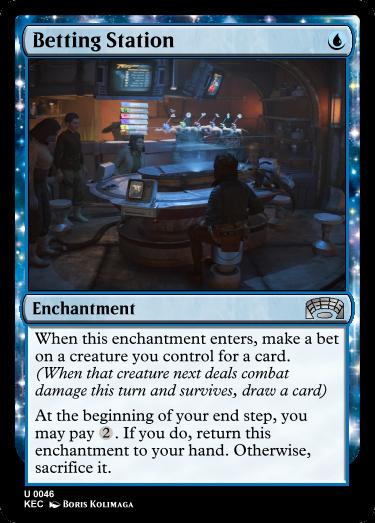 Betting Station
Enchantment
When this enchantment enters, make a bet
on a creature you control for a card.
(When that creature next deals combat
damage this turn and survives, draw a card)
At the beginning of your end step, you
may pay 2. If you do, return this
enchantment to your hand. Otherwise,
sacrifice it.
U 0046
KEC Boris Kolimaga